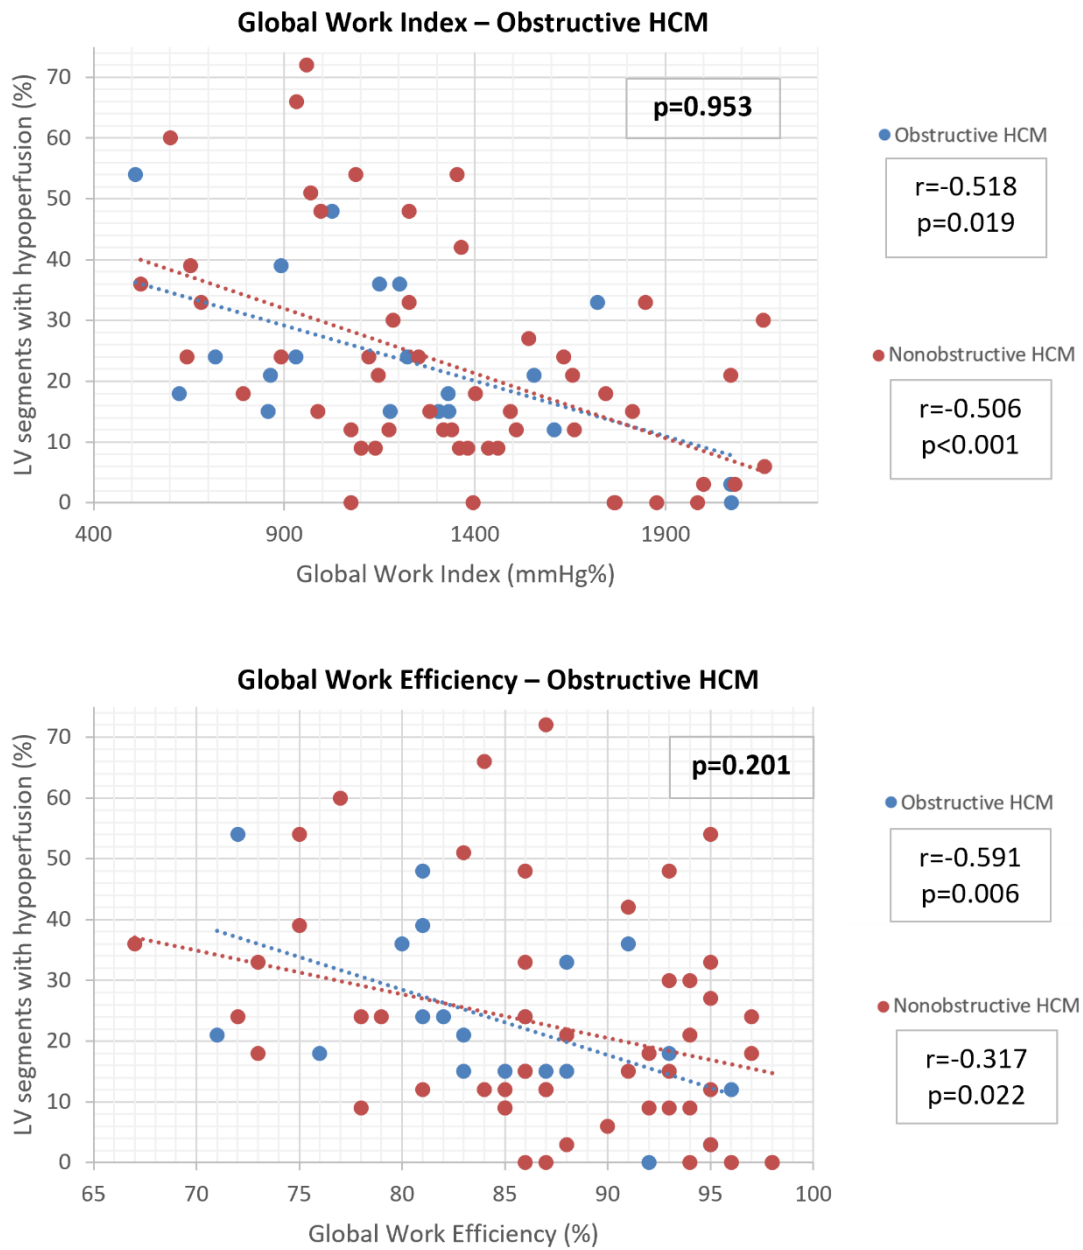 Global Work Index – Obstructive HCM
LV segments with hypoperfusion (%)
70
60
50
40
30
20
10
0
400
900
1400
1900
Global Work Index (mmHg%)
p=0.953
Obstructive HCM
r=-0.518
p=0.019
Nonobstructive HCM
r=-0.506
p<0.001
Global Work Efficiency – Obstructive HCM
LV segments with hypoperfusion (%)
70
60
50
40
30
20
10
0
65
70
75
80
85
90
95
100
Global Work Efficiency (%)
p=0.201
Obstructive HCM
r=-0.591
p=0.006
Nonobstructive HCM
r=-0.317
p=0.022